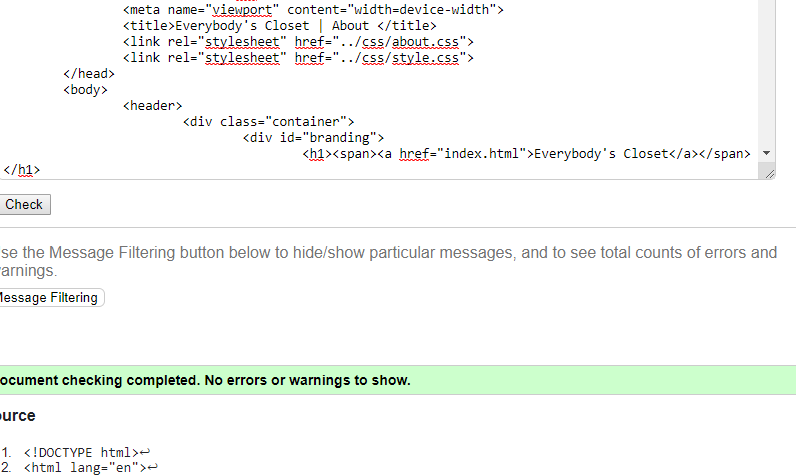 <meta name="viewport" content="width=device-width">
<title>Everybody's Closet | About </title>
<link rel="stylesheet" href="../css/about.css">
<link rel="stylesheet" href="../css/style.css">
</head>
<body>
<header>
<div class="container">
<div id="branding">
<h1><span><a href="index.html">Everybody's Closet</a></span>
</h1>
Check
se the Message Filtering button below to hide/show particular messages, and to see total counts of errors and
arnings.
Message Filtering
ocument checking completed. No errors or warnings to show.
ource
1. <!DOCTYPE html>↩
2. <html lang="en">↩